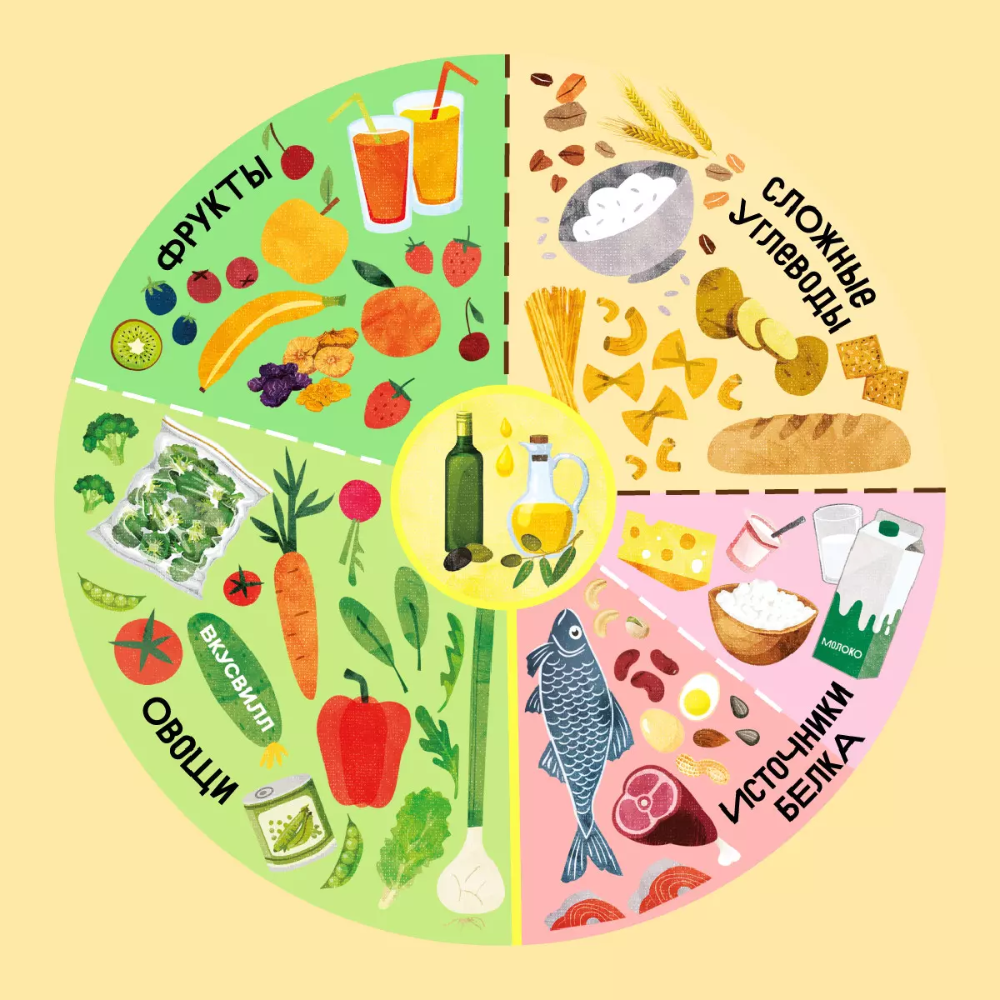 ФРУКТЫ
СЛОЖНЫЕ
УГЛЕВОДЫ
ОВОЩИ
ВКУСВИЛЛ
МОЛОКО
ИСТОЧНИКИ
БЕЛКА